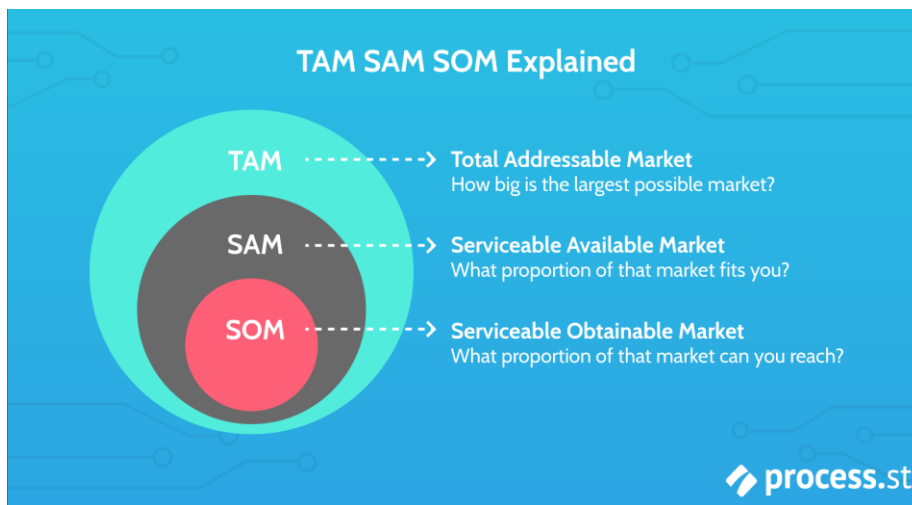 TAM SAM SOM Explained
TAM
Total Addressable Market
How big is the largest possible market?
SAM
Serviceable Available Market
What proportion of that market fits you?
SOM
Serviceable Obtainable Market
What proportion of that market can you reach?
process.st